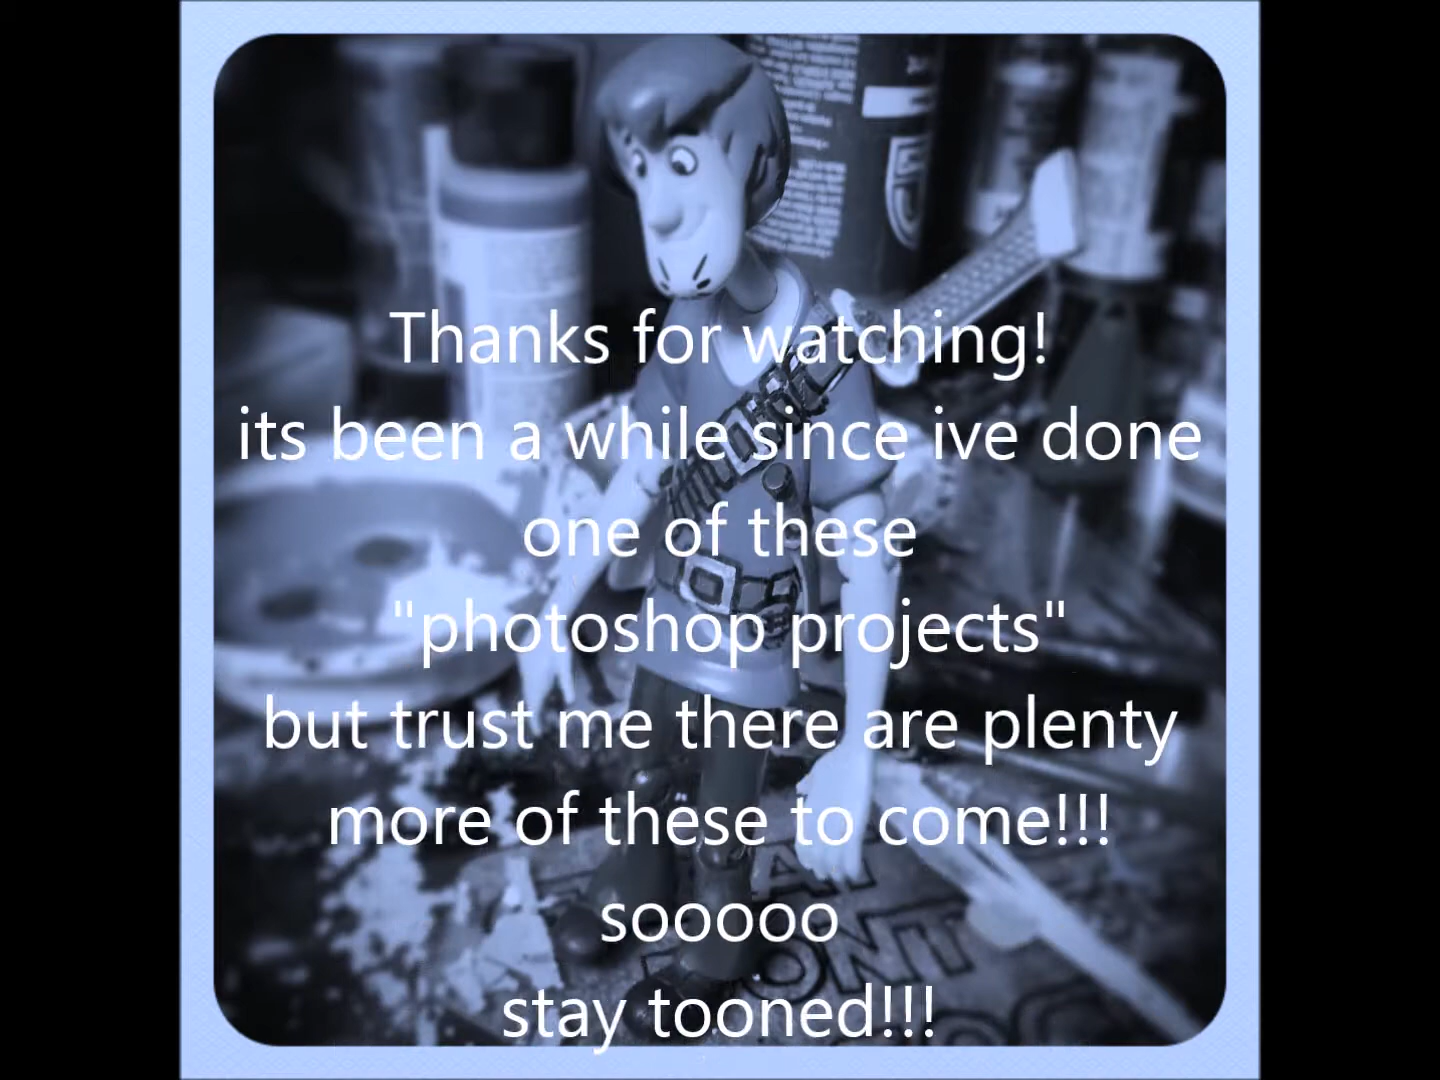 Thanks for watching!
its been a while since ive done
one of these
"photoshop projects"
but trust me there are plenty
more of these to come!!!
sooooo
stay tooned!!!